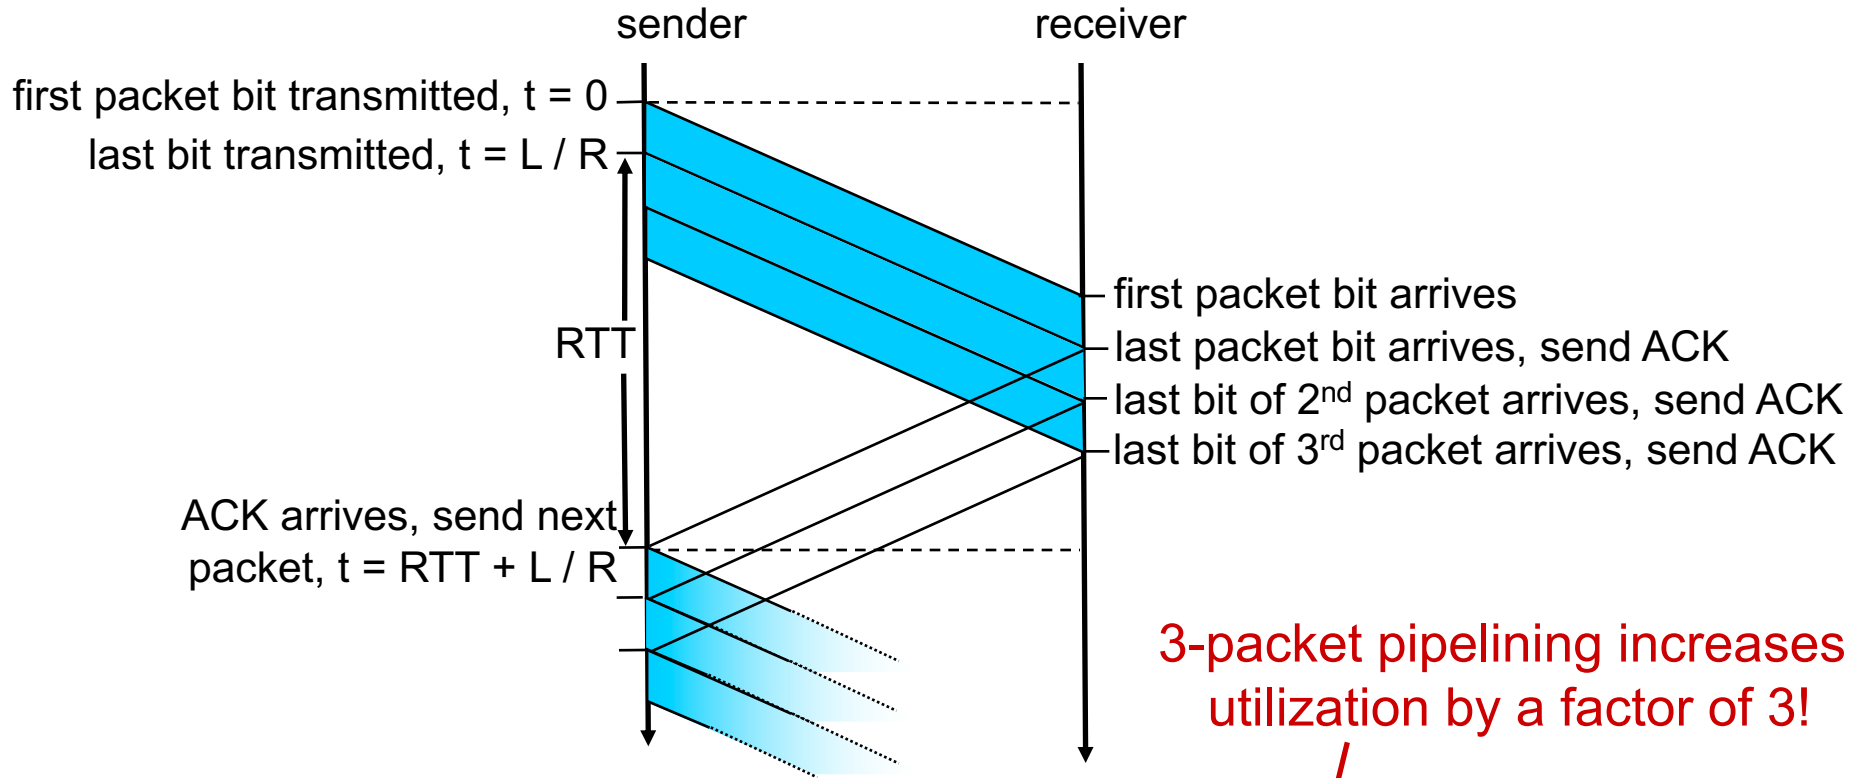 sender
receiver
first packet bit transmitted, t = 0
last bit transmitted, t = L / R
RTT
first packet bit arrives
last packet bit arrives, send ACK
last bit of 2nd packet arrives, send ACK
last bit of 3rd packet arrives, send ACK
ACK arrives, send next
packet, t = RTT + L / R
3-packet pipelining increases
utilization by a factor of 3!